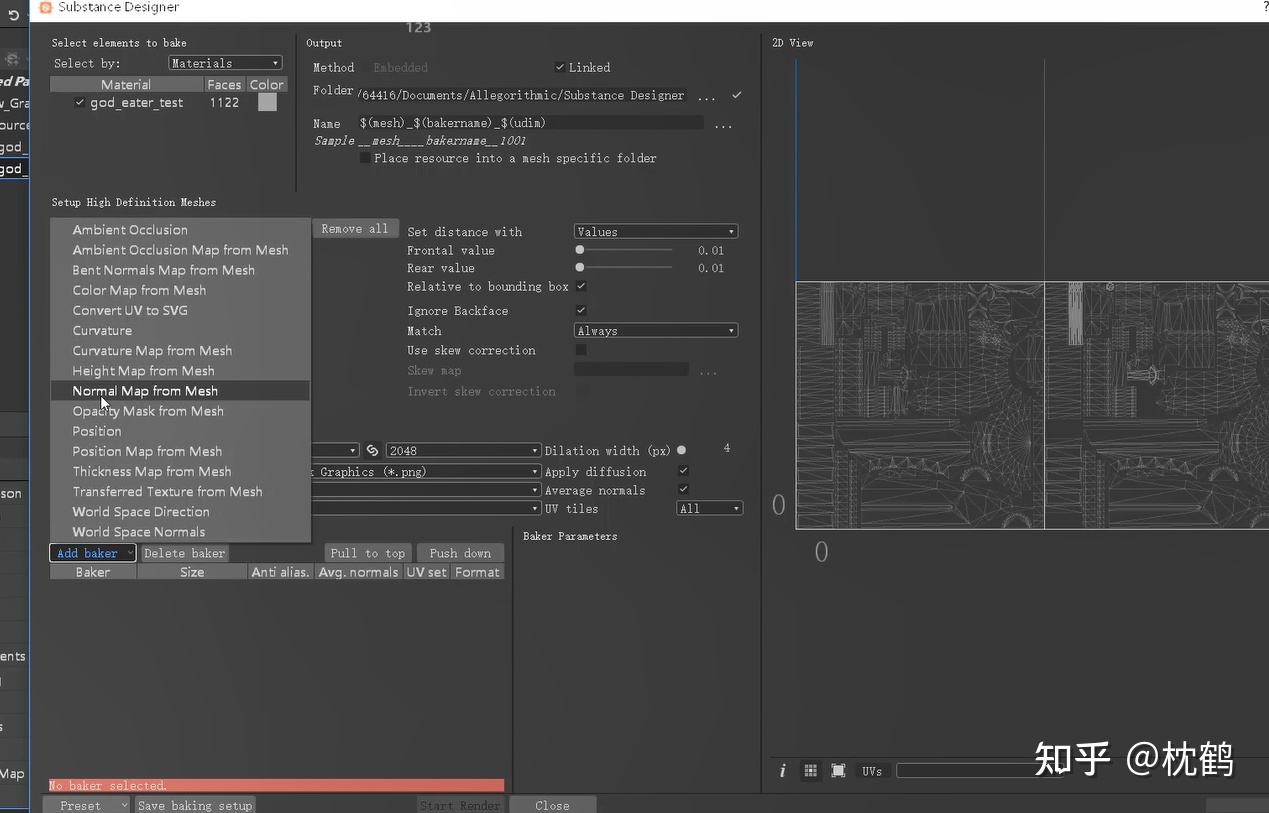 Substance Designer
?
123
Select elements to bake
Select by: Materials
Material Faces Color
god_eater_test 1122
Output
Method Embedded Linked
Folder /64416/Documents/Allegorithmic/Substance Designer ...
Name $(mesh)_$(bakername)_$(udim) ...
Sample __mesh____bakername__1001
Place resource into a mesh specific folder
2D View
ed Pa
w_Gra
ource
god_
god_
Setup High Definition Meshes
Remove all
Ambient Occlusion
Ambient Occlusion Map from Mesh
Bent Normals Map from Mesh
Color Map from Mesh
Convert UV to SVG
Curvature
Curvature Map from Mesh
Height Map from Mesh
Normal Map from Mesh
Opacity Mask from Mesh
Position
Position Map from Mesh
Thickness Map from Mesh
Transferred Texture from Mesh
World Space Direction
World Space Normals
Set distance with Values
Frontal value 0.01
Rear value 0.01
Relative to bounding box
Ignore Backface
Match Always
Use skew correction
Skew map ...
Invert skew correction
2048 Dilation width (px) 4
Graphics (*.png) Apply diffusion
Average normals
UV tiles All
0
0
son
Add baker Delete baker Pull to top Push down
Baker Size Anti alias. Avg. normals UV set Format
Baker Parameters
ents
s
Map
i UVs
No baker selected.
Preset Save baking setup Start Render Close
知乎 @枕鹤